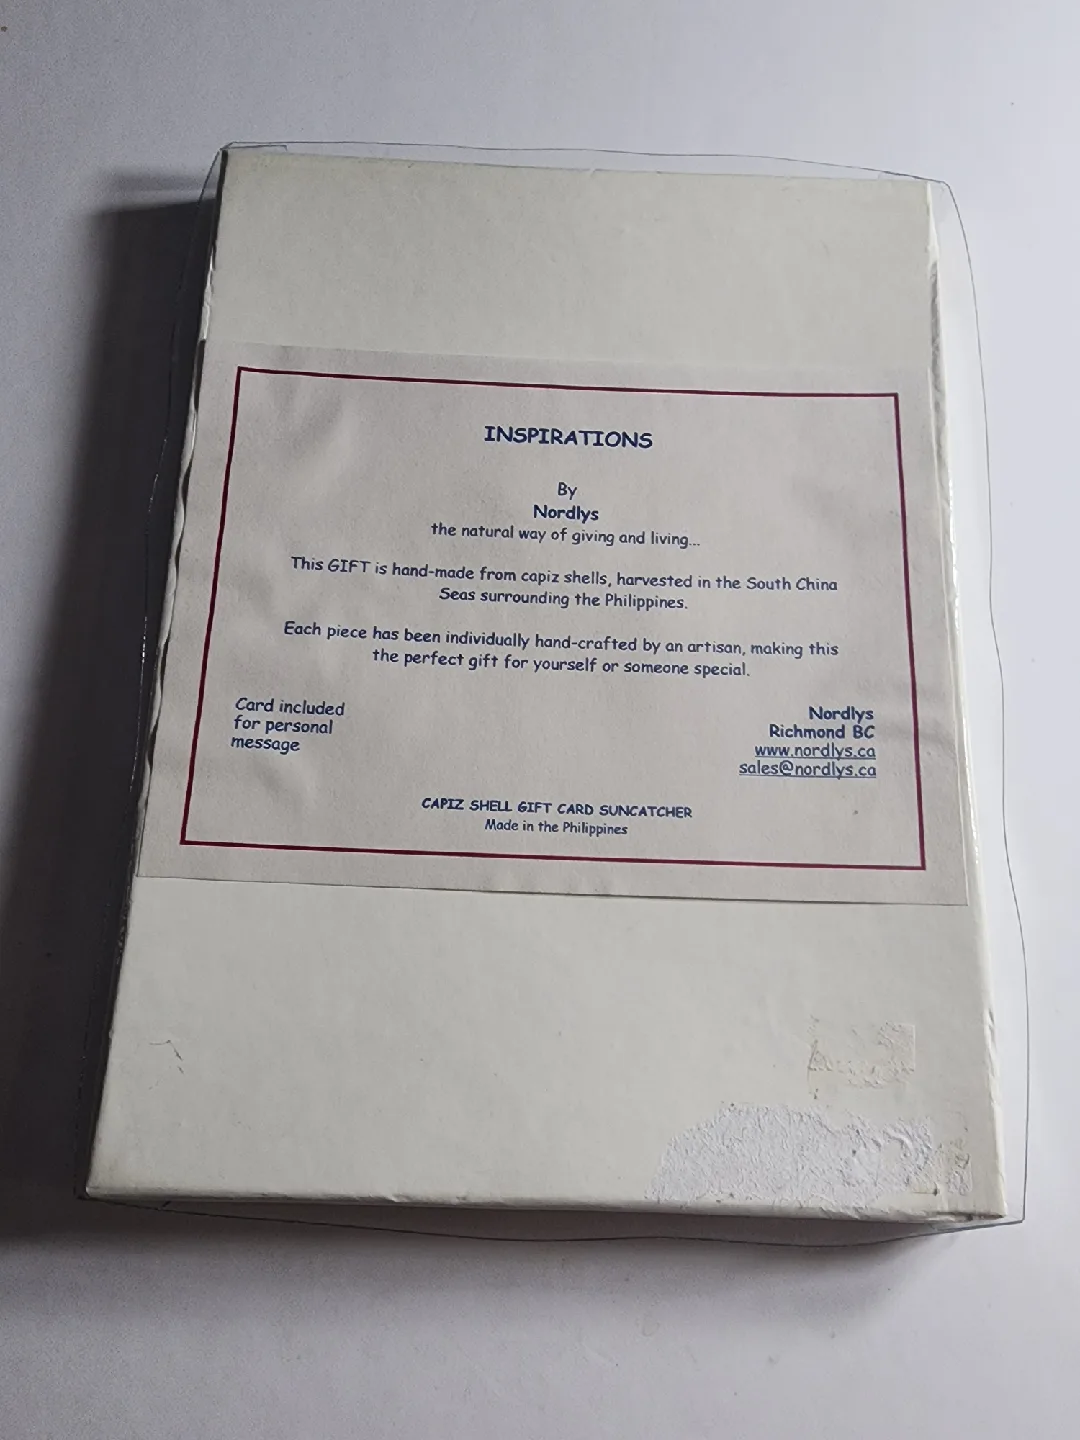 INSPIRATIONS
By
Nordlys
the natural way of giving and living...
This GIFT is hand-made from capiz shells, harvested in the South China
Seas surrounding the Philippines.
Each piece has been individually hand-crafted by an artisan, making this
the perfect gift for yourself or someone special.
Card included
for personal
message
Nordlys
Richmond BC
www.nordlys.ca
sales@nordlys.ca
CAPIZ SHELL GIFT CARD SUNCATCHER
Made in the Philippines